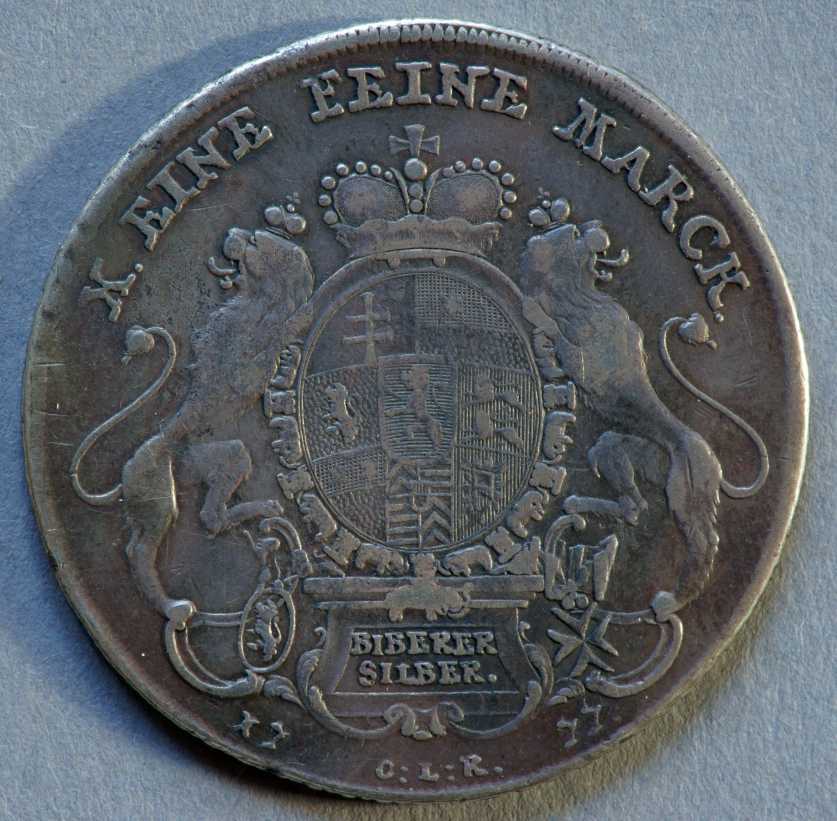 X. EINE FEINE MARCK.
BIBERER
SILBER.
17 77.
C: L: R.